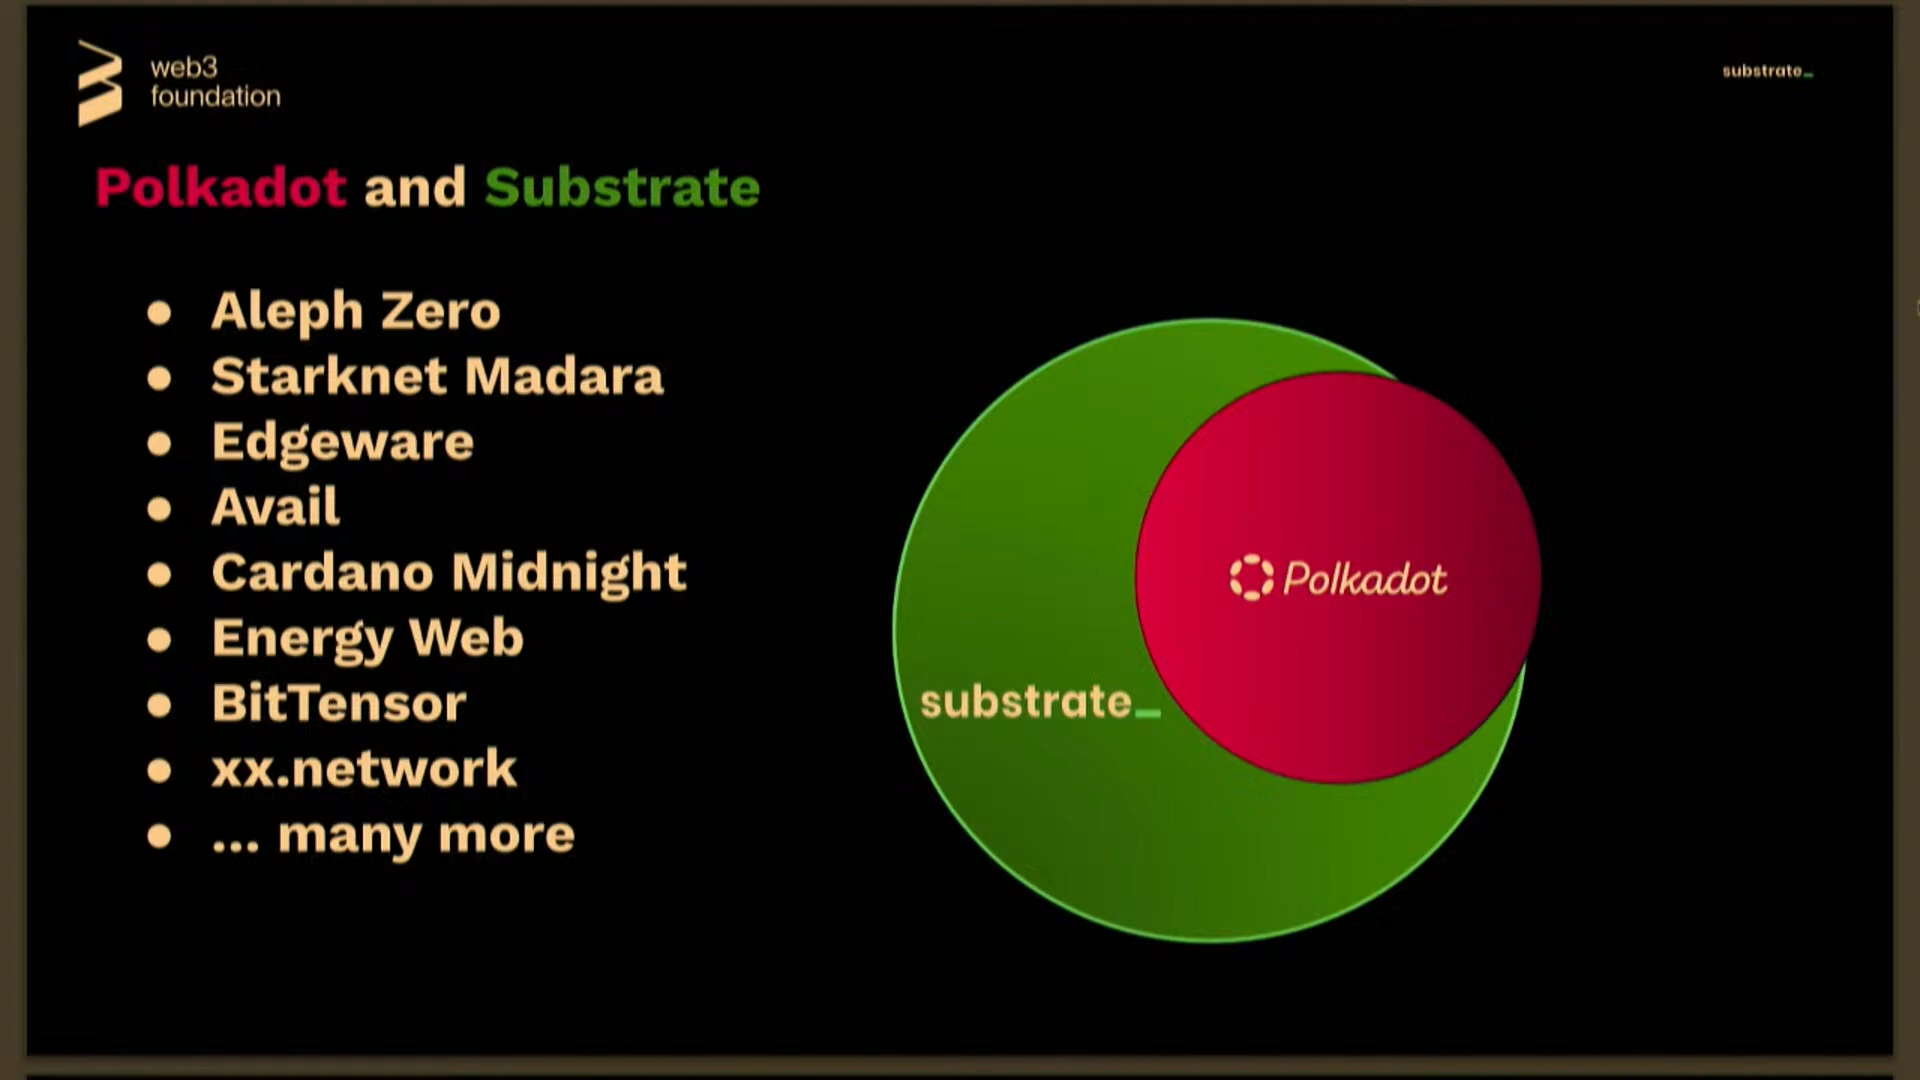 web3
foundation
substrate_
Polkadot and Substrate
● Aleph Zero
● Starknet Madara
● Edgeware
● Avail
● Cardano Midnight
● Energy Web
● BitTensor
● xx.network
● ... many more
Polkadot
substrate_